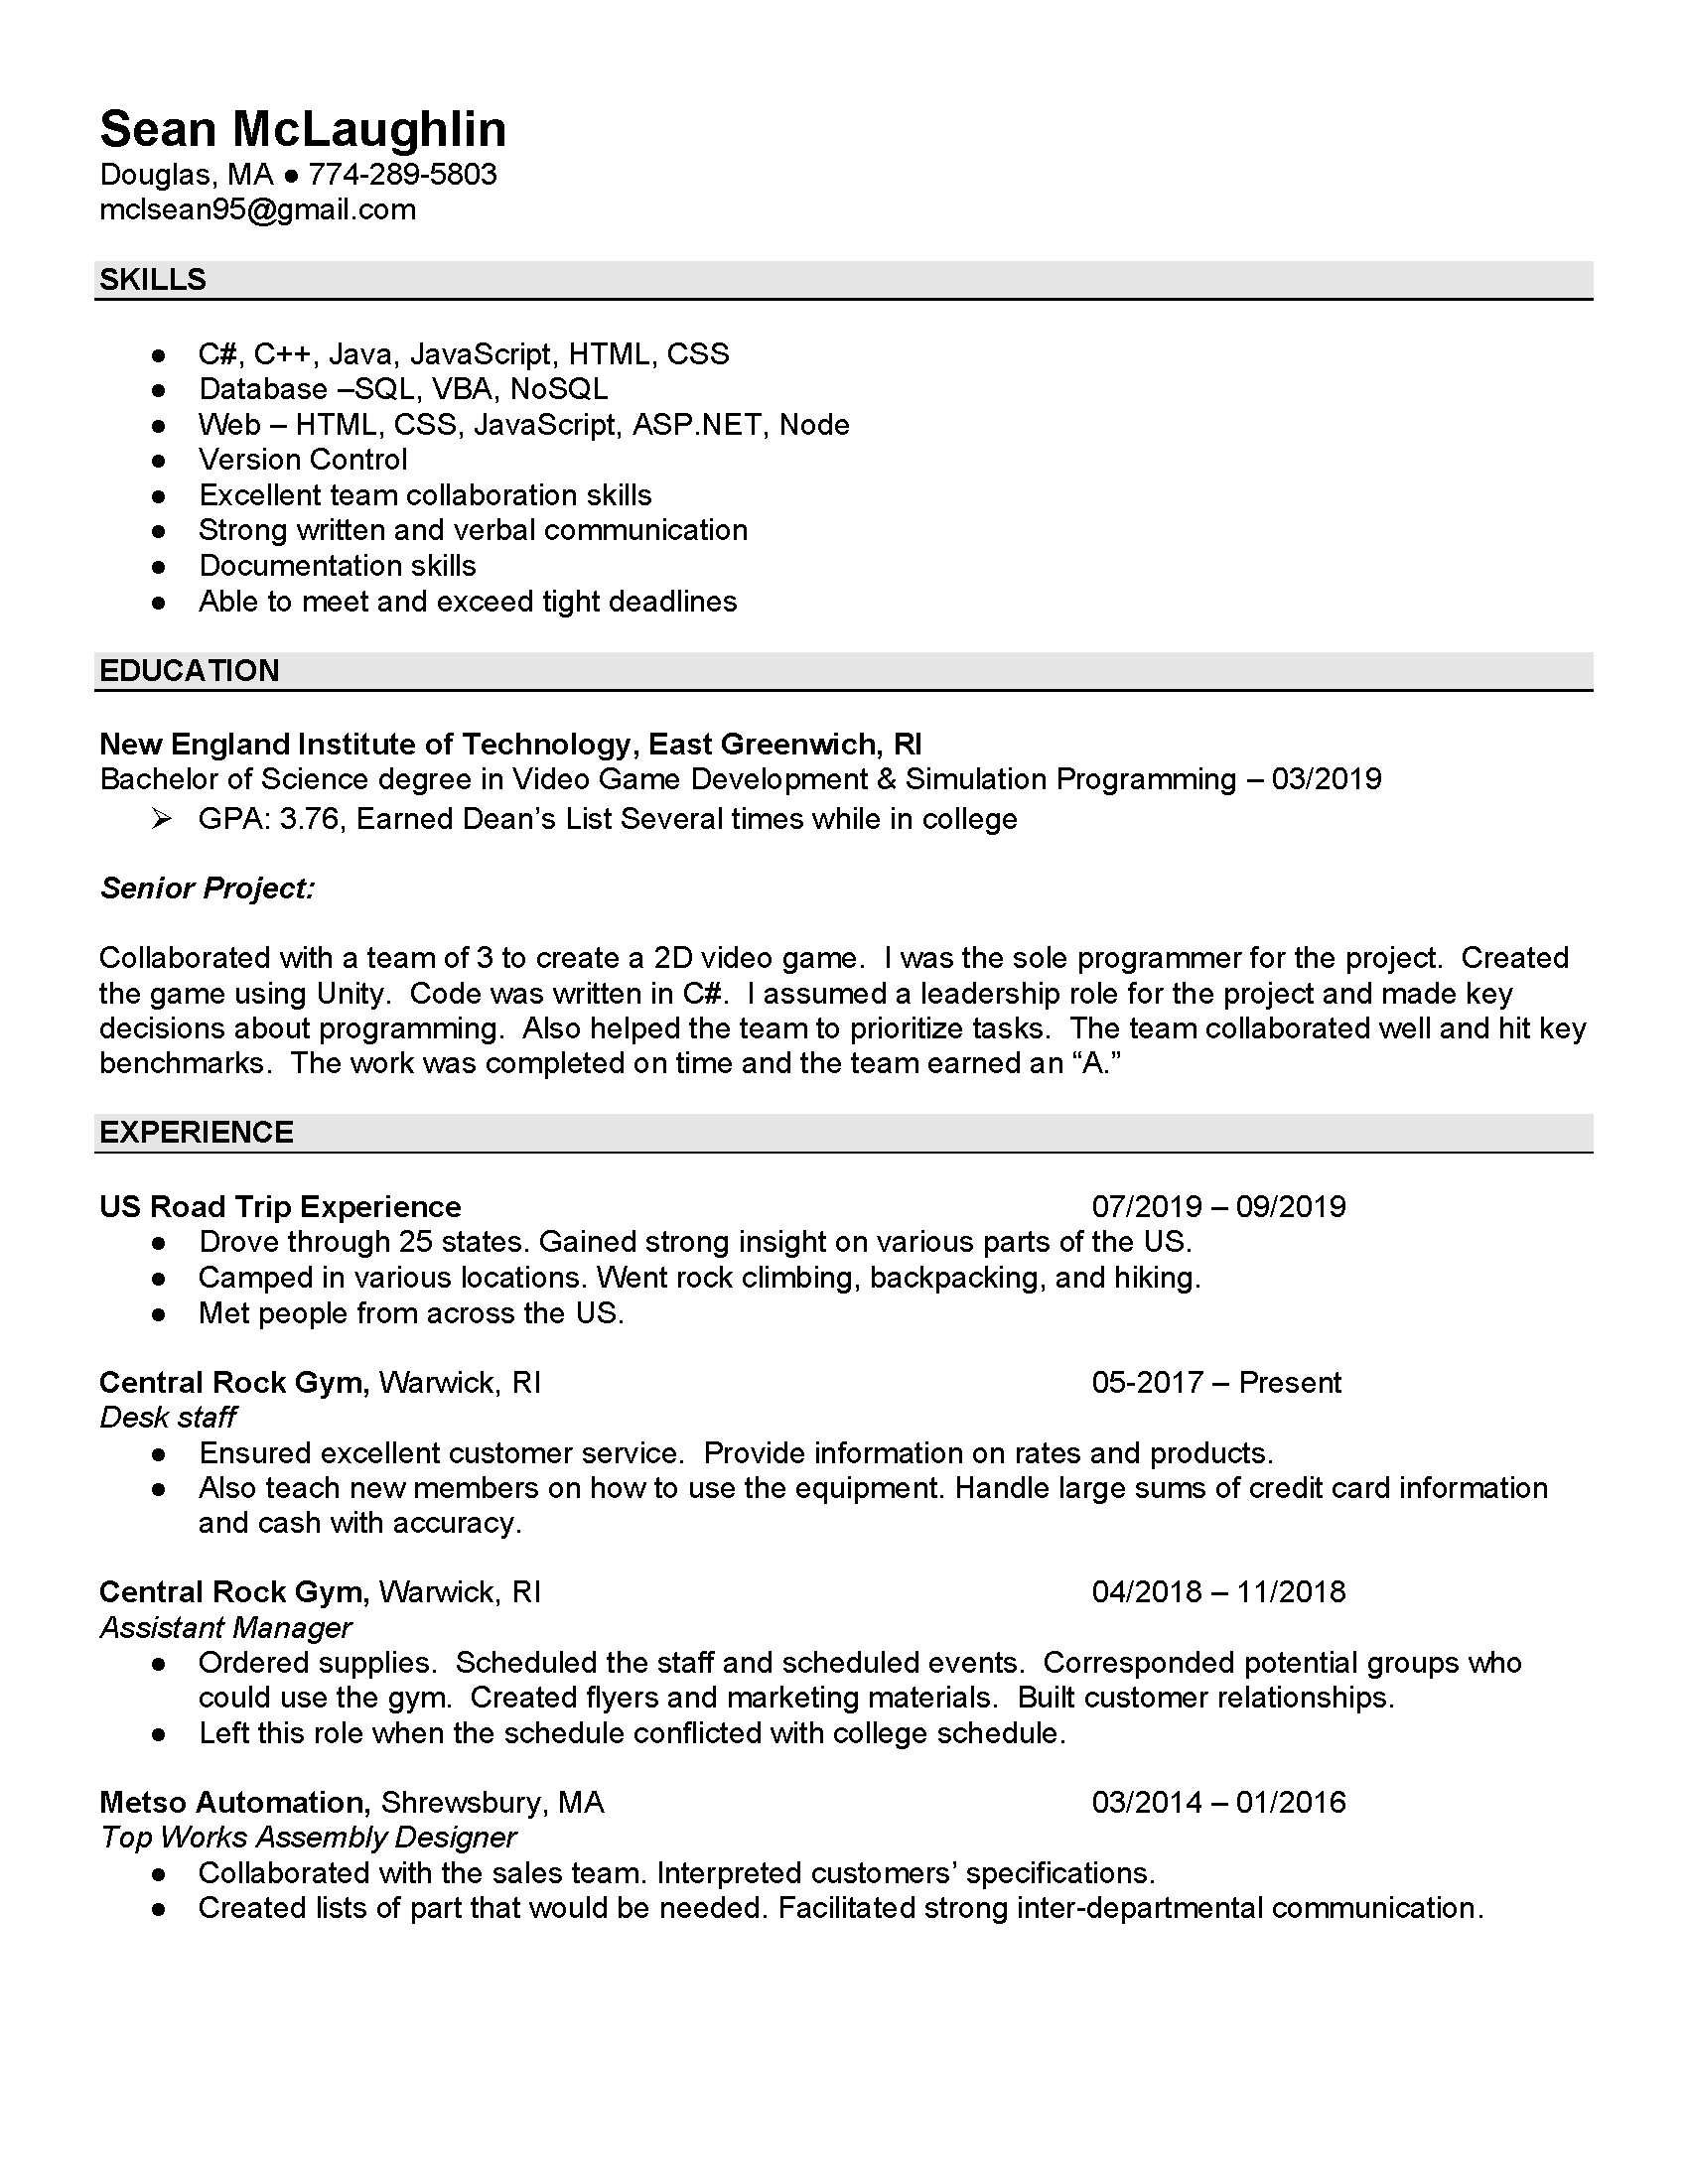 Sean McLaughlin
Douglas, MA ● 774-289-5803
mclsean95@gmail.com
SKILLS
● C#, C++, Java, JavaScript, HTML, CSS
● Database –SQL, VBA, NoSQL
● Web – HTML, CSS, JavaScript, ASP.NET, Node
● Version Control
● Excellent team collaboration skills
● Strong written and verbal communication
● Documentation skills
● Able to meet and exceed tight deadlines
EDUCATION
New England Institute of Technology, East Greenwich, RI
Bachelor of Science degree in Video Game Development & Simulation Programming – 03/2019
➢ GPA: 3.76, Earned Dean’s List Several times while in college
Senior Project:
Collaborated with a team of 3 to create a 2D video game.  I was the sole programmer for the project.  Created
the game using Unity.  Code was written in C#.  I assumed a leadership role for the project and made key
decisions about programming.  Also helped the team to prioritize tasks.  The team collaborated well and hit key
benchmarks.  The work was completed on time and the team earned an “A.”
EXPERIENCE
US Road Trip Experience 07/2019 – 09/2019
● Drove through 25 states. Gained strong insight on various parts of the US.
● Camped in various locations. Went rock climbing, backpacking, and hiking.
● Met people from across the US.
Central Rock Gym, Warwick, RI 05-2017 – Present
Desk staff
● Ensured excellent customer service.  Provide information on rates and products.
● Also teach new members on how to use the equipment. Handle large sums of credit card information
and cash with accuracy.
Central Rock Gym, Warwick, RI 04/2018 – 11/2018
Assistant Manager
● Ordered supplies.  Scheduled the staff and scheduled events.  Corresponded potential groups who
could use the gym.  Created flyers and marketing materials.  Built customer relationships.
● Left this role when the schedule conflicted with college schedule.
Metso Automation, Shrewsbury, MA 03/2014 – 01/2016
Top Works Assembly Designer
● Collaborated with the sales team. Interpreted customers’ specifications.
● Created lists of part that would be needed. Facilitated strong inter-departmental communication.